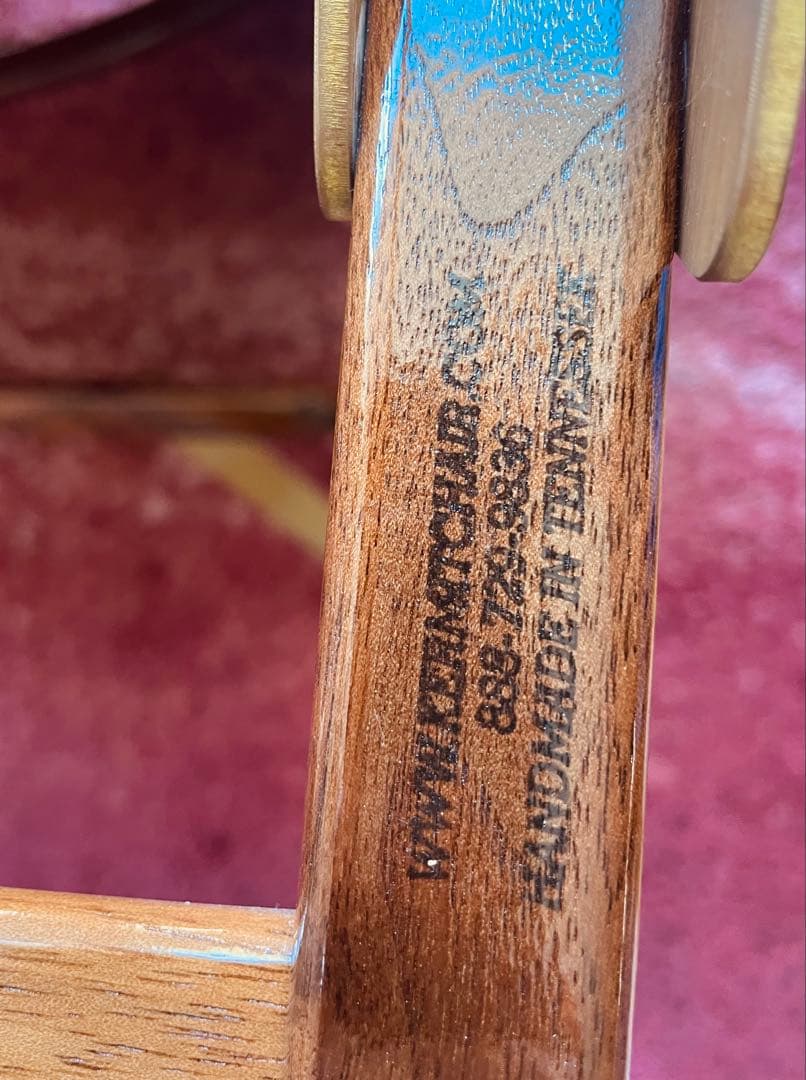 WWW.KERMITCHAIR.COM
888-729-9836
HANDMADE IN TENNESSEE